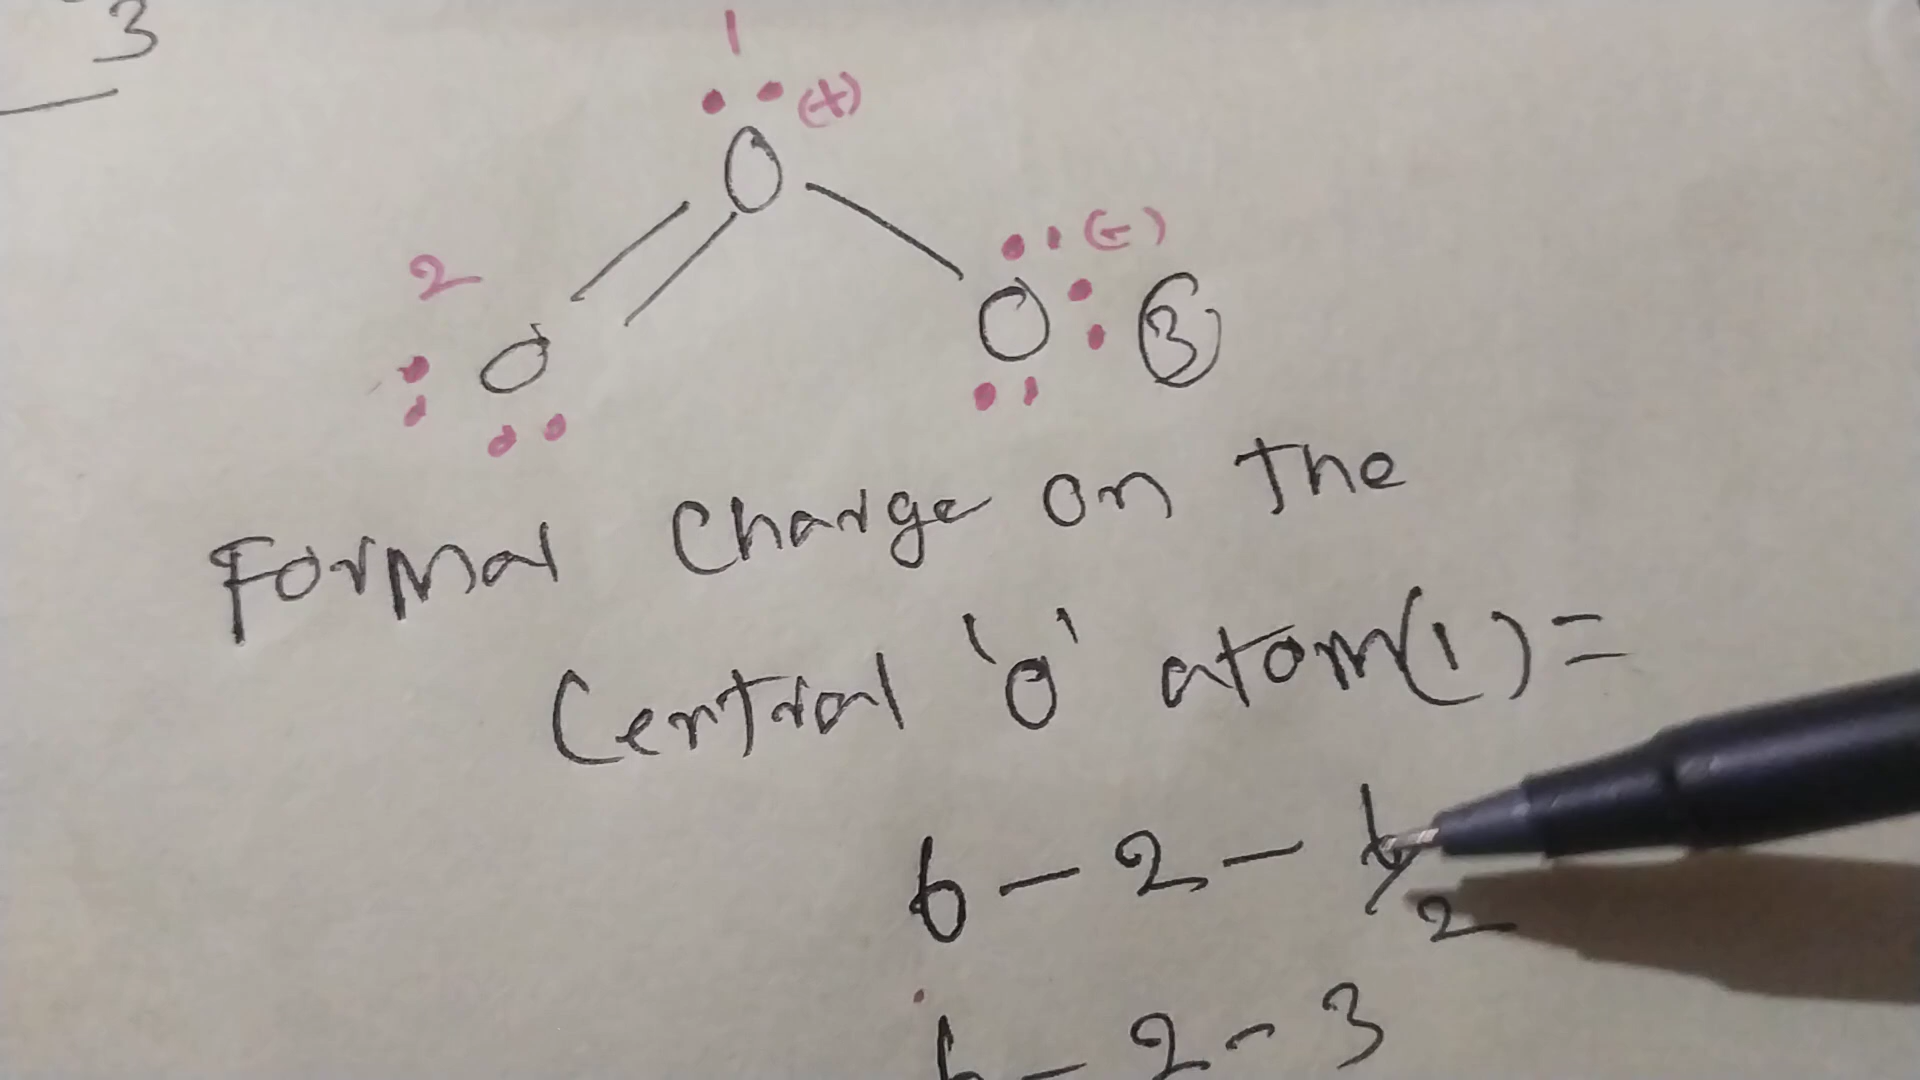 3
1
(+)
O
(-)
2
O
O
3
Formal Charge on The
Central 'O' atom(1) =
6 - 2 - 6/2
6 - 2 - 3